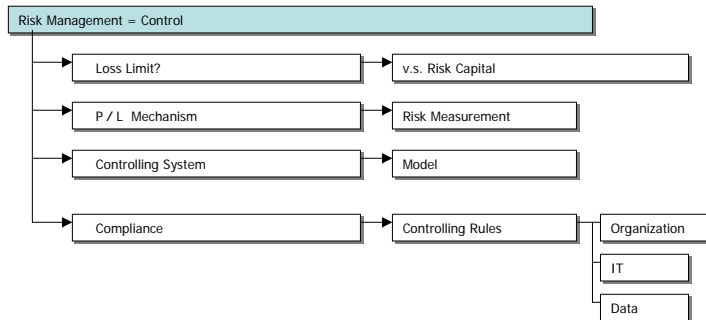 Risk Management = Control
Loss Limit?
v.s. Risk Capital
P / L Mechanism
Risk Measurement
Controlling System
Model
Compliance
Controlling Rules
Organization
IT
Data